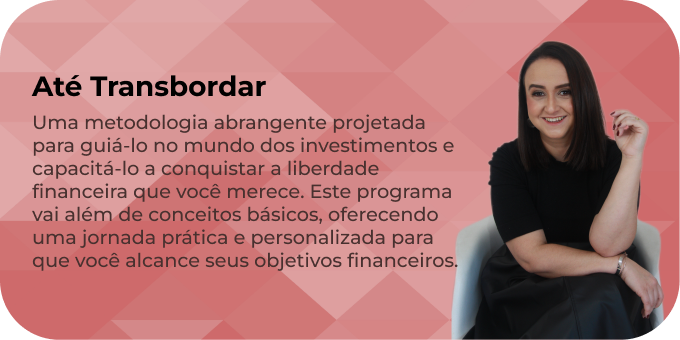 Até Transbordar
Uma metodologia abrangente projetada
para guiá-lo no mundo dos investimentos e
capacitá-lo a conquistar a liberdade
financeira que você merece. Este programa
vai além de conceitos básicos, oferecendo
uma jornada prática e personalizada para
que você alcance seus objetivos financeiros.